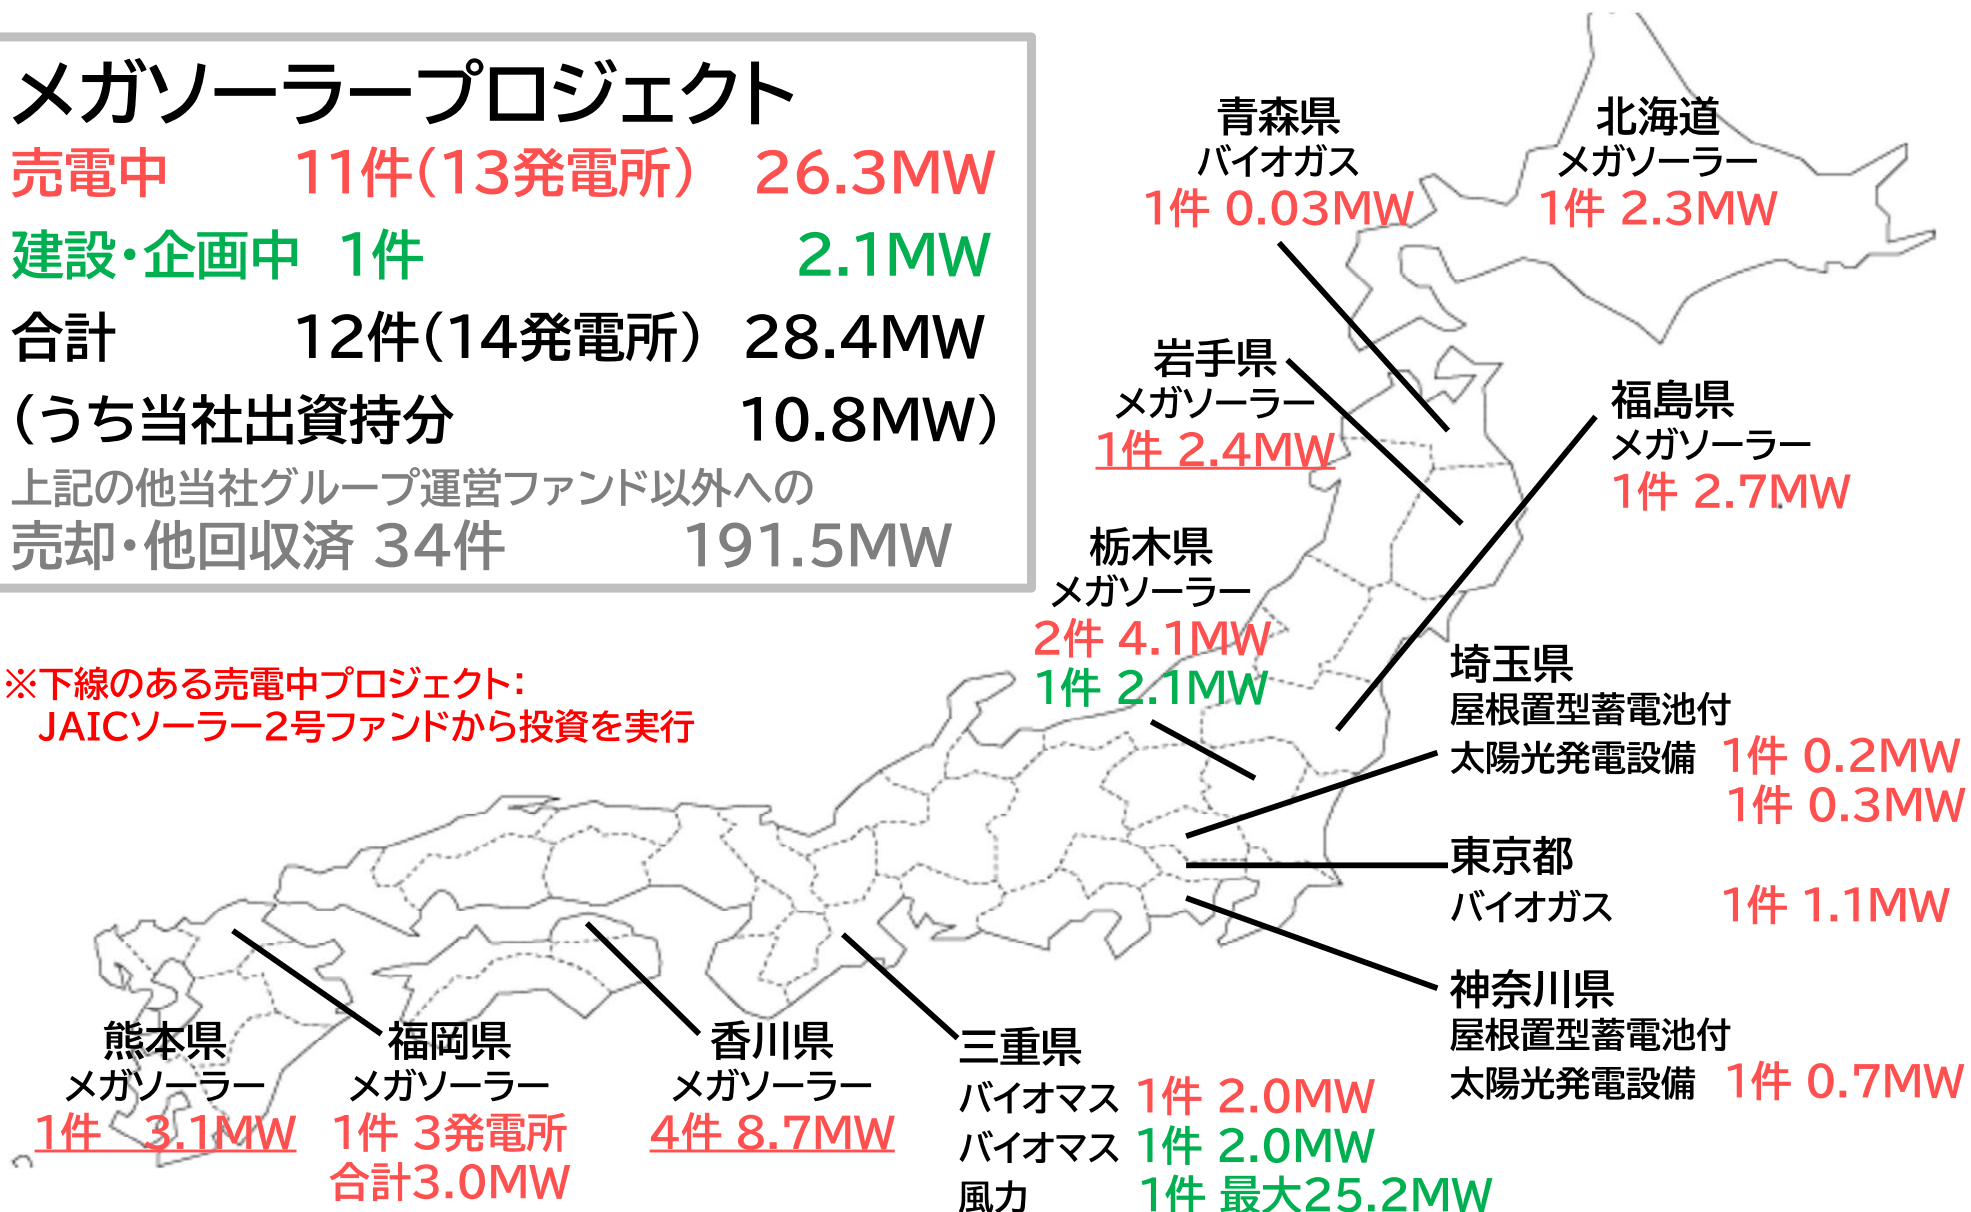 メガソーラープロジェクト
売電中 11件(13発電所) 26.3MW
建設・企画中 1件 2.1MW
合計 12件(14発電所) 28.4MW
(うち当社出資持分 10.8MW)
上記の他当社グループ運営ファンド以外への
売却・他回収済 34件 191.5MW
※下線のある売電中プロジェクト:
JAICソーラー2号ファンドから投資を実行
青森県
バイオガス
1件 0.03MW
北海道
メガソーラー
1件 2.3MW
岩手県
メガソーラー
1件 2.4MW
福島県
メガソーラー
1件 2.7MW
栃木県
メガソーラー
2件 4.1MW
1件 2.1MW
埼玉県
屋根置型蓄電池付
太陽光発電設備 1件 0.2MW
1件 0.3MW
東京都
バイオガス 1件 1.1MW
神奈川県
屋根置型蓄電池付
太陽光発電設備 1件 0.7MW
熊本県
メガソーラー
1件 3.1MW
福岡県
メガソーラー
1件 3発電所
合計3.0MW
香川県
メガソーラー
4件 8.7MW
三重県
バイオマス 1件 2.0MW
バイオマス 1件 2.0MW
風力 1件 最大25.2MW